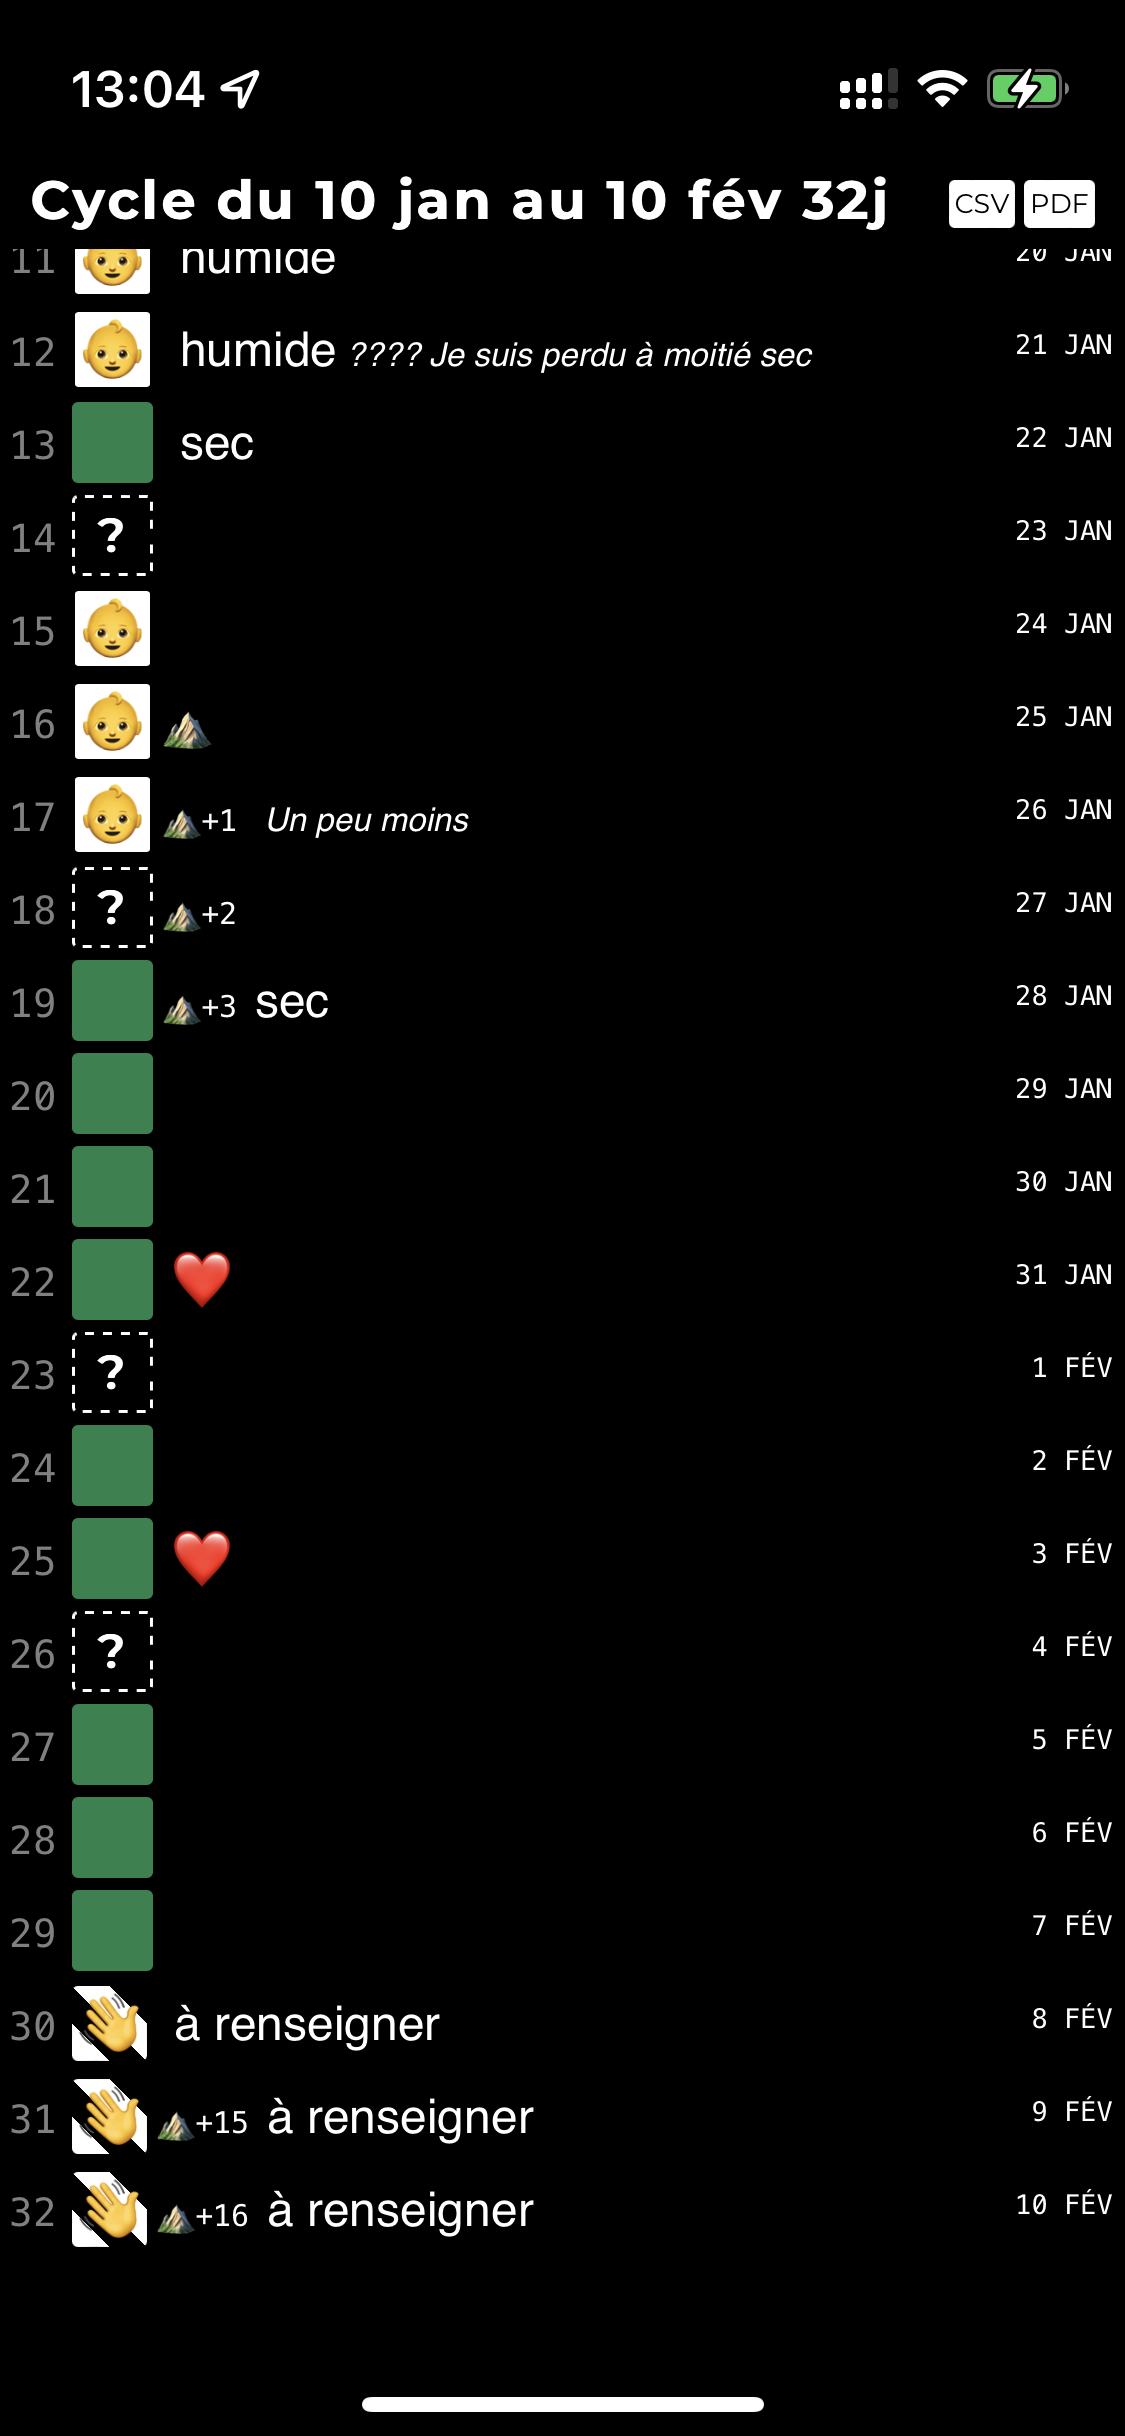 13:04
Cycle du 10 jan au 10 fév 32j CSV PDF
11 humide 20 JAN
12 humide ???? Je suis perdu à moitié sec 21 JAN
13 sec 22 JAN
14 ? 23 JAN
15 24 JAN
16 25 JAN
17 +1 Un peu moins 26 JAN
18 ? +2 27 JAN
19 +3 sec 28 JAN
20 29 JAN
21 30 JAN
22 31 JAN
23 ? 1 FÉV
24 2 FÉV
25 3 FÉV
26 ? 4 FÉV
27 5 FÉV
28 6 FÉV
29 7 FÉV
30 à renseigner 8 FÉV
31 +15 à renseigner 9 FÉV
32 +16 à renseigner 10 FÉV